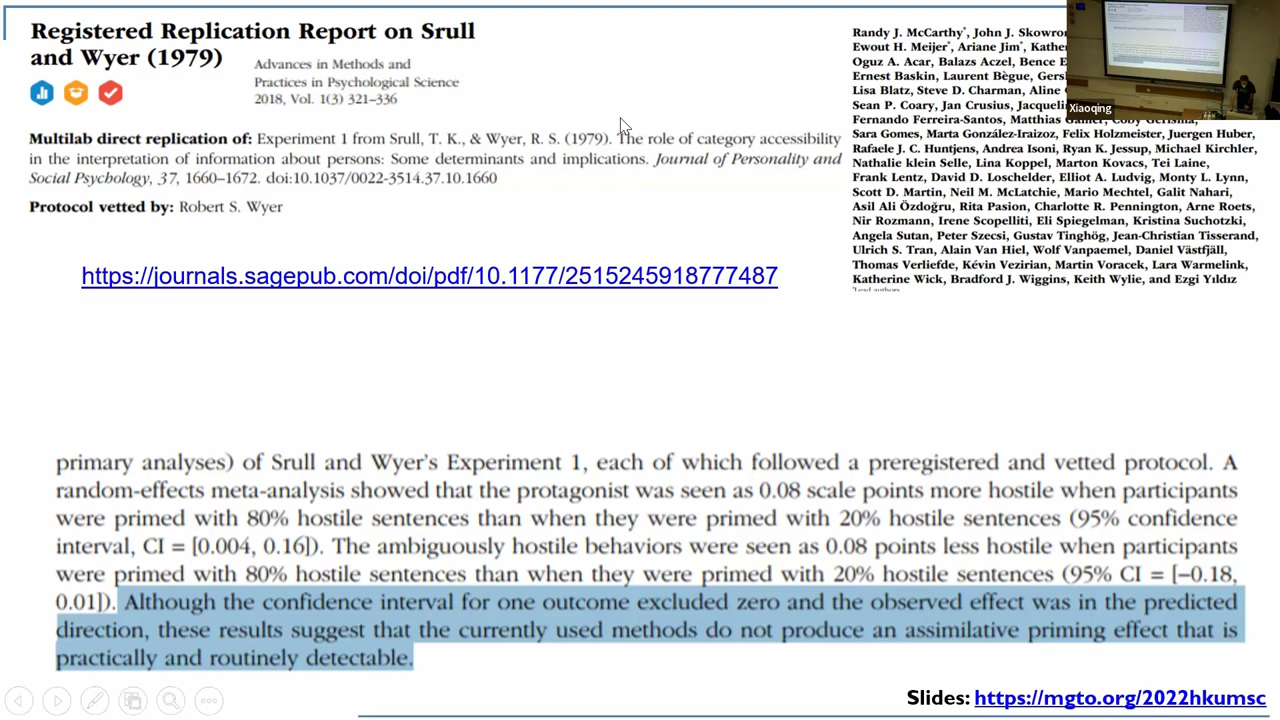 Registered Replication Report on Srull
and Wyer (1979)
Advances in Methods and
Practices in Psychological Science
2018, Vol. 1(3) 321–336
Multilab direct replication of: Experiment 1 from Srull, T. K., & Wyer, R. S. (1979). The role of category accessibility
in the interpretation of information about persons: Some determinants and implications. Journal of Personality and
Social Psychology, 37, 1660–1672. doi:10.1037/0022-3514.37.10.1660
Protocol vetted by: Robert S. Wyer
https://journals.sagepub.com/doi/pdf/10.1177/2515245918777487
Randy J. McCarthy*, John J.
Ewout H. Meijer*, Ariane Jim*,
Oguz A. Acar, Balazs Aczel, Bence
Ernest Baskin, Laurent Bègue,
Lisa Blatz, Steve D. Charman, Aline
Sean P. Coary, Jan Crusius,
Fernando Ferreira-Santos, Matthias
Sara Gomes, Marta González-Iraizoz, Felix Holzmeister, Juergen Huber,
Rafaele J. C. Huntjens, Andrea Isoni, Ryan K. Jessup, Michael Kirchler,
Nathalie klein Selle, Lina Koppel, Marton Kovacs, Tei Laine,
Frank Lentz, David D. Loschelder, Elliot A. Ludvig, Monty L. Lynn,
Scott D. Martin, Neil M. McLatchie, Mario Mechtel, Galit Nahari,
Asil Ali Özdoğru, Rita Pasion, Charlotte R. Pennington, Arne Roets,
Nir Rozmann, Irene Scopelliti, Eli Spiegelman, Kristina Suchotzki,
Angela Sutan, Peter Szecsi, Gustav Tinghög, Jean-Christian Tisserand,
Ulrich S. Tran, Alain Van Hiel, Wolf Vanpaemel, Daniel Västfjäll,
Thomas Verliefde, Kévin Vezirian, Martin Voracek, Lara Warmelink,
Katherine Wick, Bradford J. Wiggins, Keith Wylie, and Ezgi Yıldız
Xiaoqing
primary analyses) of Srull and Wyer's Experiment 1, each of which followed a preregistered and vetted protocol. A
random-effects meta-analysis showed that the protagonist was seen as 0.08 scale points more hostile when participants
were primed with 80% hostile sentences than when they were primed with 20% hostile sentences (95% confidence
interval, CI = [0.004, 0.16]). The ambiguously hostile behaviors were seen as 0.08 points less hostile when participants
were primed with 80% hostile sentences than when they were primed with 20% hostile sentences (95% CI = [−0.18,
0.01]). Although the confidence interval for one outcome excluded zero and the observed effect was in the predicted
direction, these results suggest that the currently used methods do not produce an assimilative priming effect that is
practically and routinely detectable.
Slides: https://mgto.org/2022hkumsc